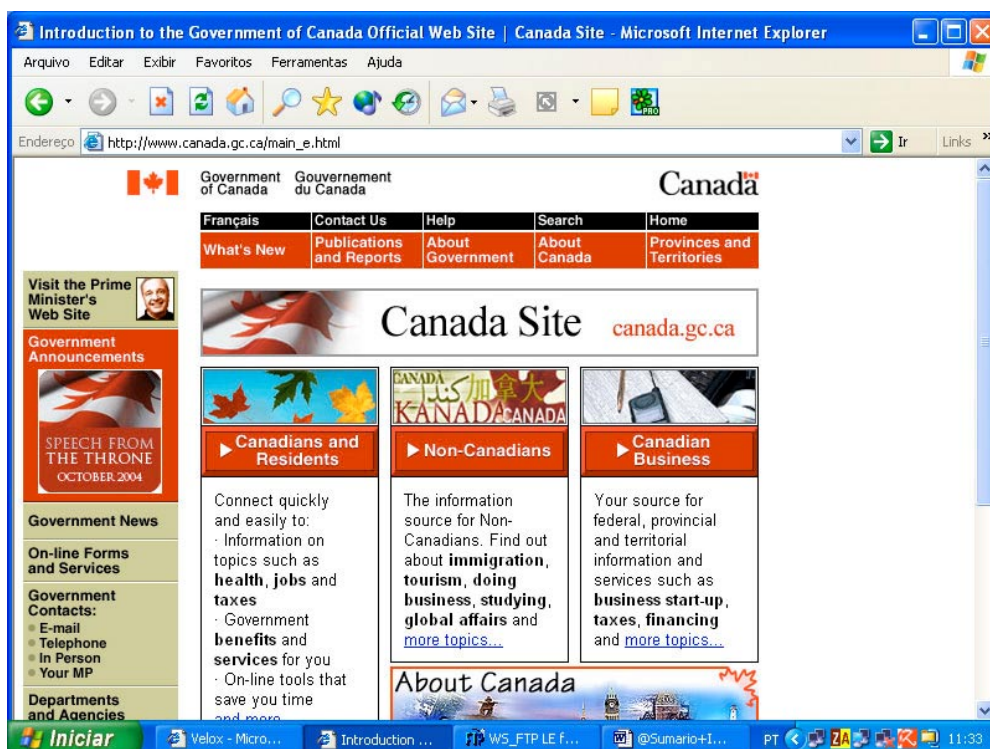 Introduction to the Government of Canada Official Web Site | Canada Site - Microsoft Internet Explorer
Arquivo Editar Exibir Favoritos Ferramentas Ajuda
PRO
Endereço http://www.canada.gc.ca/main_e.html Ir Links »
Government of Canada
Gouvernement du Canada
Canada
Français Contact Us Help Search Home
What's New
Publications and Reports
About Government
About Canada
Provinces and Territories
Visit the Prime
Minister's
Web Site
Government
Announcements
SPEECH FROM
THE THRONE
OCTOBER 2004
Government News
On-line Forms
and Services
Government
Contacts:
E-mail
Telephone
In Person
Your MP
Departments
and Agencies
Canada Site canada.gc.ca
Canadians and
Residents
Connect quickly
and easily to:
· Information on
topics such as
health, jobs and
taxes
· Government
benefits and
services for you
· On-line tools that
save you time
and more
CANADÁ
كندا
加拿大
KANADA
CANADA
Non-Canadians
The information
source for Non-
Canadians. Find out
about immigration,
tourism, doing
business, studying,
global affairs and
more topics...
Canadian
Business
Your source for
federal, provincial
and territorial
information and
services such as
business start-up,
taxes, financing
and more topics...
About Canada
Iniciar Velox - Micro... Introduction ... WS_FTP LE f... @Sumario+I... PT ZA 11:33